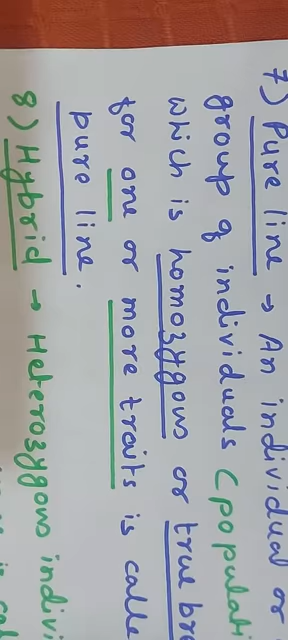 7) Pure line → An individual or
group of individuals (populati
which is homozygous or true bre
for one or more traits is calle
pure line.
8) Hybrid → Heterozygous indivi